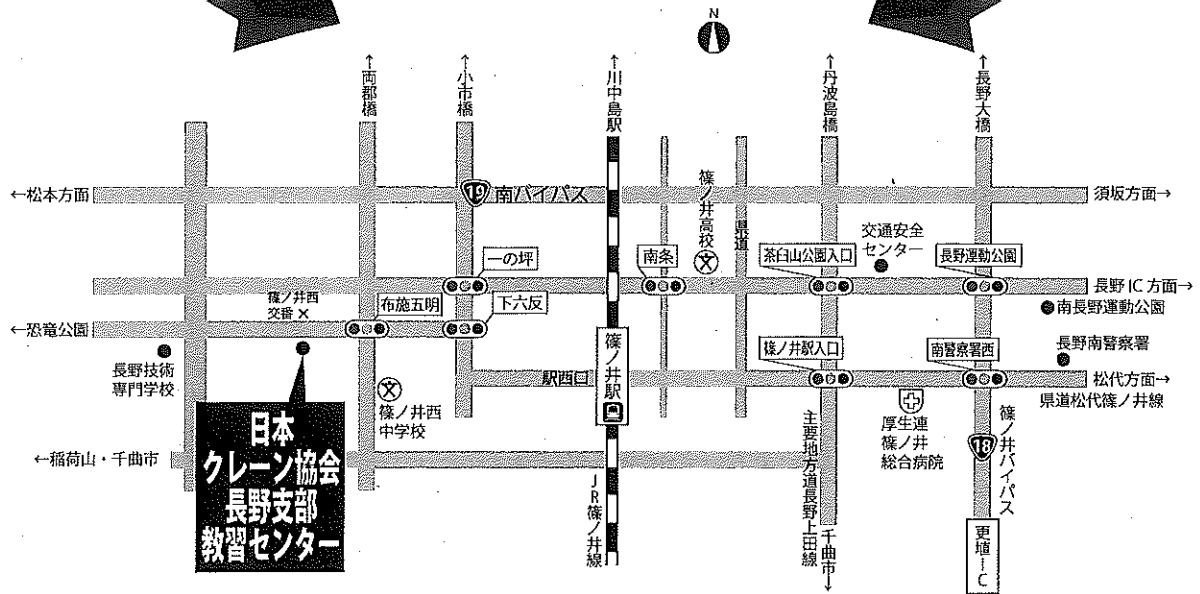 N
↑両郡橋
↑小市橋
↑川中島駅
↑丹波島橋
↑長野大橋
←松本方面
19
南バイパス
須坂方面→
篠ノ井高校
県道
交通安全
センター
一の坪
南条
茶臼山公園入口
長野運動公園
長野IC方面→
南長野運動公園
篠ノ井西
交番
布施五明
下六反
←恐竜公園
長野技術
専門学校
篠ノ井西
中学校
駅西口
篠ノ井駅
篠ノ井駅入口
南警察署西
長野南警察署
松代方面→
県道松代篠ノ井線
厚生連
篠ノ井
総合病院
18
篠ノ井バイパス
←稲荷山・千曲市
日本
クレーン協会
長野支部
教習センター
JR篠ノ井線
主要地方道長野上田線
千曲市→
更埴IC